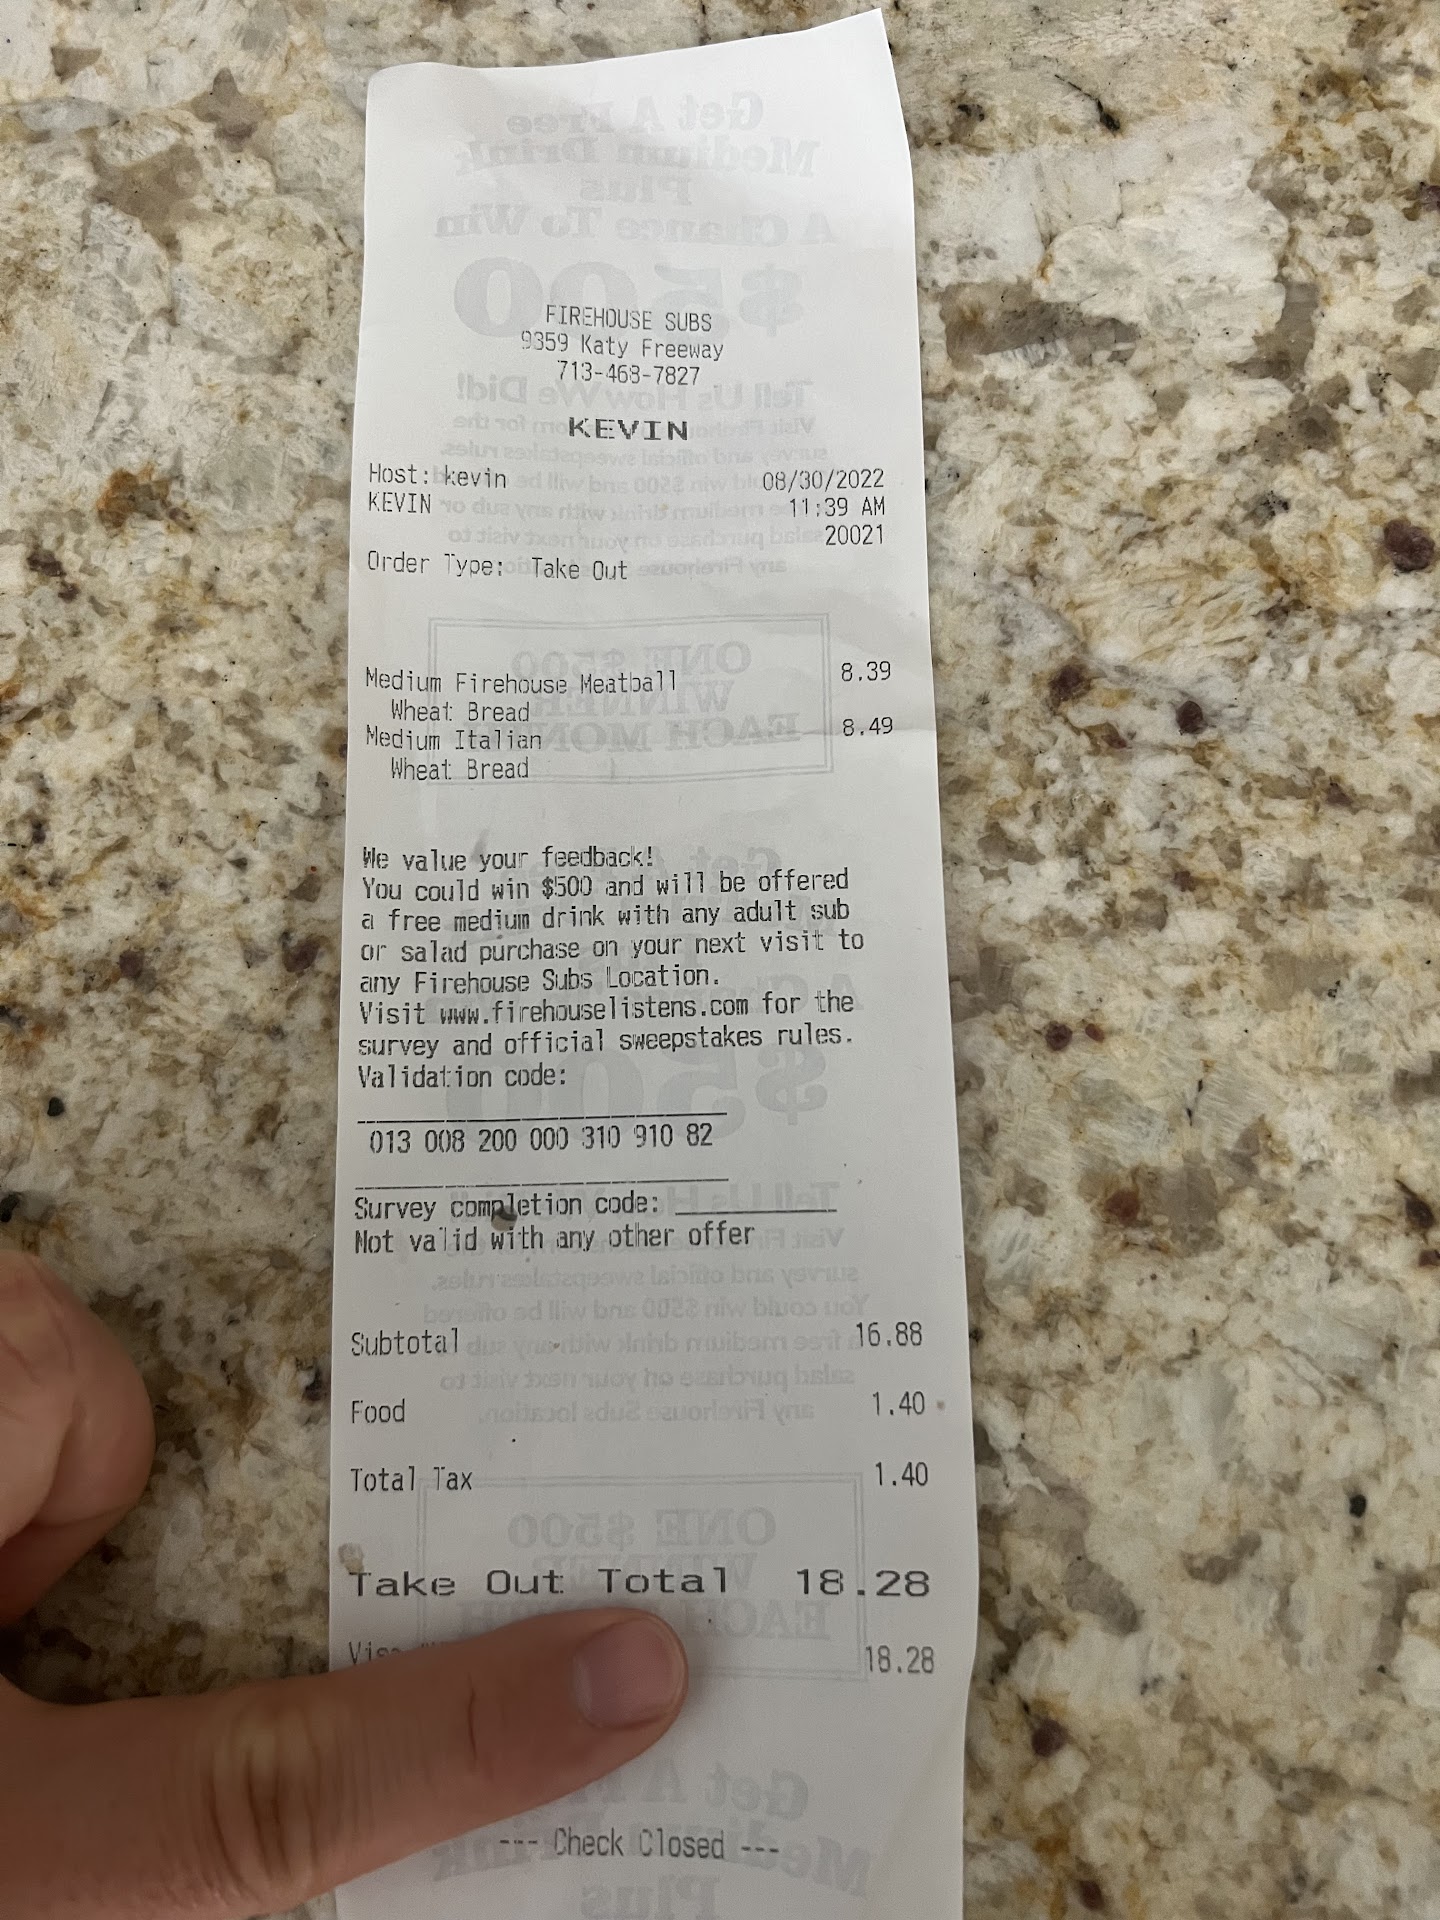 FIREHOUSE SUBS
9359 Katy Freeway
713-468-7827
KEVIN
Host: kevin 08/30/2022
KEVIN 11:39 AM
20021
Order Type: Take Out
Medium Firehouse Meatball 8.39
Wheat Bread
Medium Italian 8.49
Wheat Bread
We value your feedback!
You could win $500 and will be offered
a free medium drink with any adult sub
or salad purchase on your next visit to
any Firehouse Subs Location.
Visit www.firehouselistens.com for the
survey and official sweepstakes rules.
Validation code:
013 008 200 000 310 910 82
Survey completion code: ____________
Not valid with any other offer
Subtotal 16.88
Food 1.40
Total Tax 1.40
Take Out Total 18.28
18.28
--- Check Closed ---